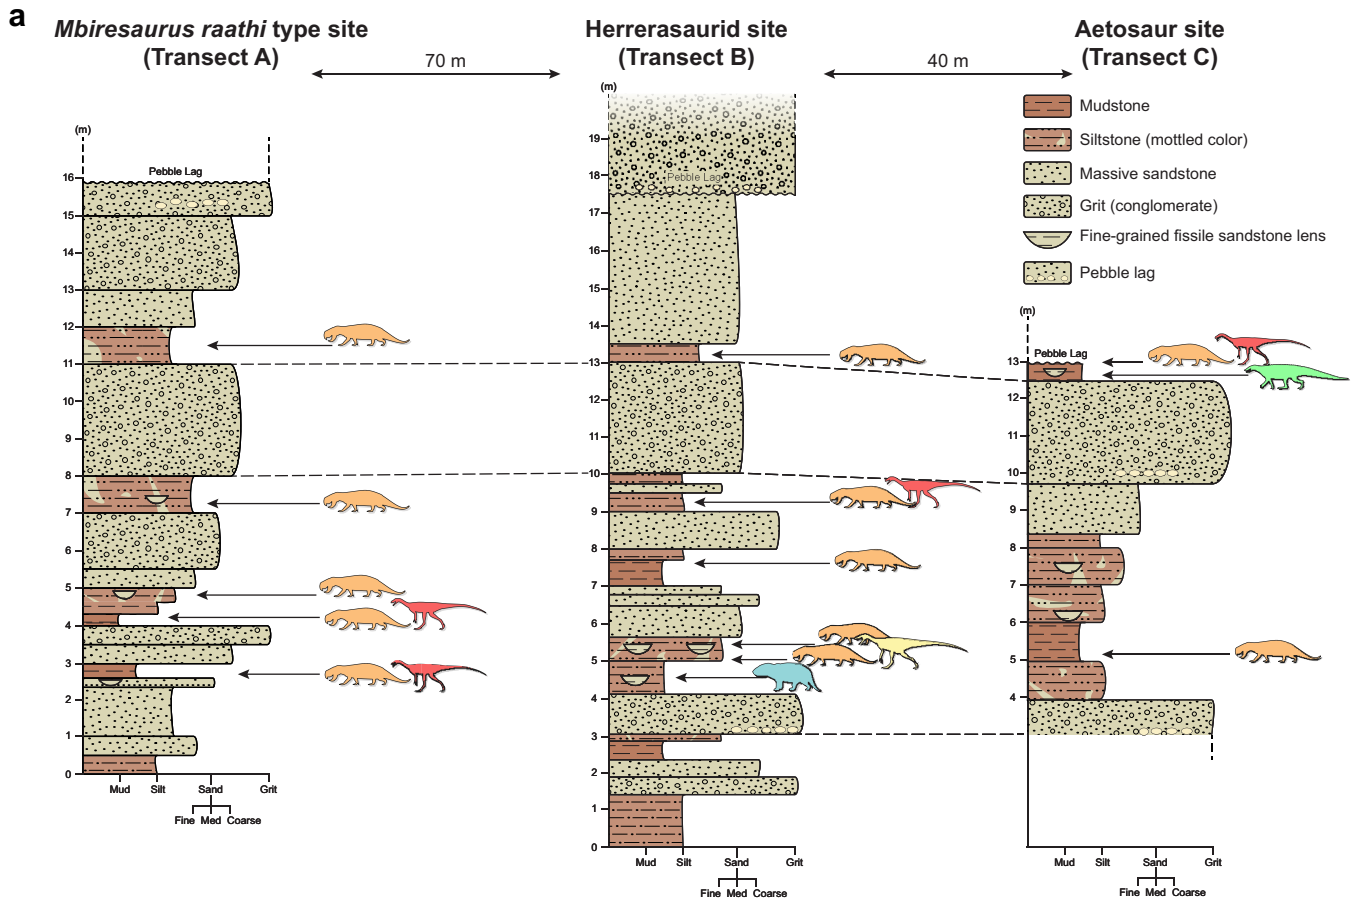 a
Mbiresaurus raathi type site
(Transect A)
70 m
Herrerasaurid site
(Transect B)
40 m
Aetosaur site
(Transect C)
Mudstone
Siltstone (mottled color)
Massive sandstone
Grit (conglomerate)
Fine-grained fissile sandstone lens
Pebble lag
(m)
Pebble Lag
16
15
14
13
12
11
10
9
8
7
6
5
4
3
2
1
0
Mud Silt Sand Grit
Fine Med Coarse
(m)
Pebble Lag
19
18
17
16
15
14
13
12
11
10
9
8
7
6
5
4
3
2
1
0
Mud Silt Sand Grit
Fine Med Coarse
(m)
Pebble Lag
13
12
11
10
9
8
7
6
5
4
Mud Silt Sand Grit
Fine Med Coarse